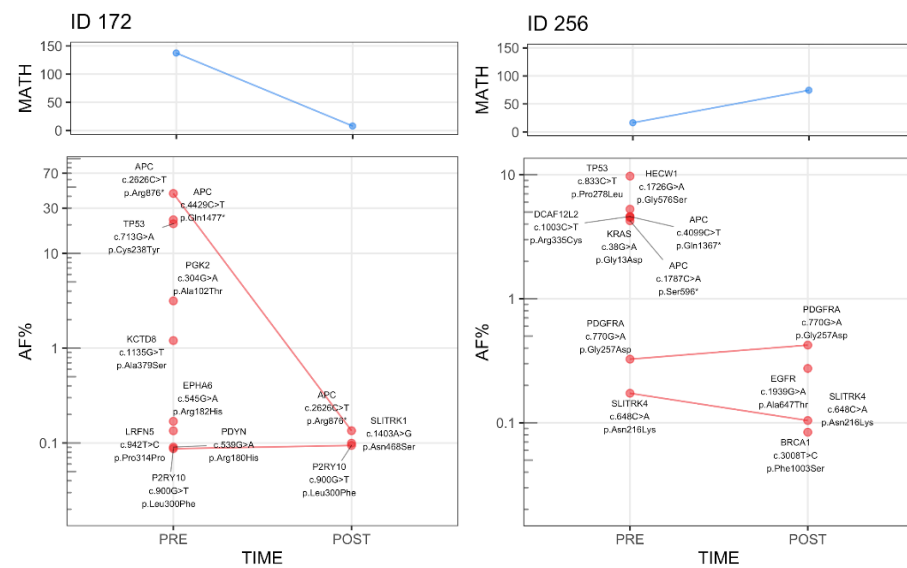 ID 172
150
100
50
0
MATH
APC
c.2626C>T
p.Arg876*
APC
c.4429C>T
p.Gln1477*
TP53
c.713G>A
p.Cys238Tyr
PGK2
c.304G>A
p.Ala102Thr
KCTD8
c.1135G>T
p.Ala379Ser
EPHA6
c.545G>A
p.Arg182His
LRFN5
c.942T>C
p.Pro314Pro
PDYN
c.539G>A
p.Arg180His
P2RY10
c.900G>T
p.Leu300Phe
APC
c.2626C>T
p.Arg876*
SLITRK1
c.1403A>G
p.Asn468Ser
P2RY10
c.900G>T
p.Leu300Phe
70
30
10
3
1
0.3
0.1
AF%
PRE
POST
TIME
ID 256
150
100
50
0
MATH
TP53
c.833C>T
p.Pro278Leu
HECW1
c.1726G>A
p.Gly576Ser
DCAF12L2
c.1003C>T
p.Arg335Cys
KRAS
c.38G>A
p.Gly13Asp
APC
c.4099C>T
p.Gln1367*
APC
c.1787C>A
p.Ser596*
PDGFRA
c.770G>A
p.Gly257Asp
SLITRK4
c.648C>A
p.Asn216Lys
PDGFRA
c.770G>A
p.Gly257Asp
EGFR
c.1939G>A
p.Ala647Thr
SLITRK4
c.648C>A
p.Asn216Lys
BRCA1
c.3008T>C
p.Phe1003Ser
10
1
0.1
AF%
PRE
POST
TIME